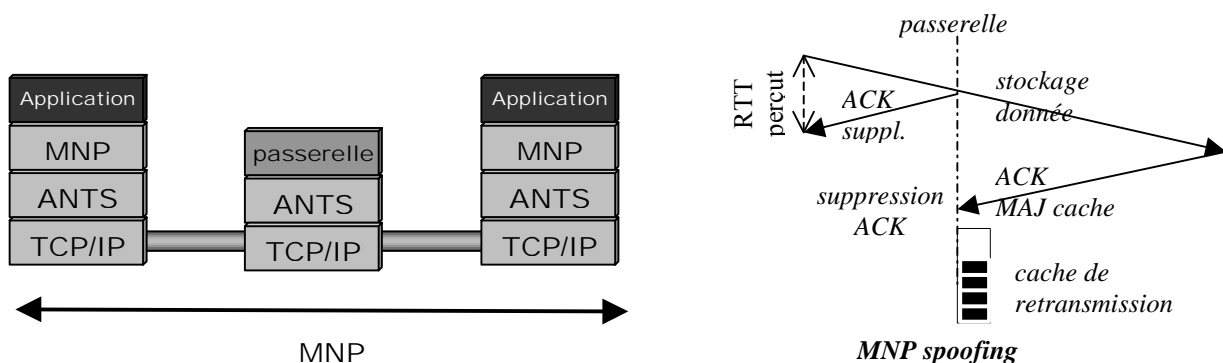 Application
MNP
ANTS
TCP/IP
passerelle
ANTS
TCP/IP
Application
MNP
ANTS
TCP/IP
MNP
passerelle
RTT
perçut
ACK
suppl.
stockage
donnée
suppression
ACK
ACK
MAJ cache
cache de
retransmission
MNP spoofing